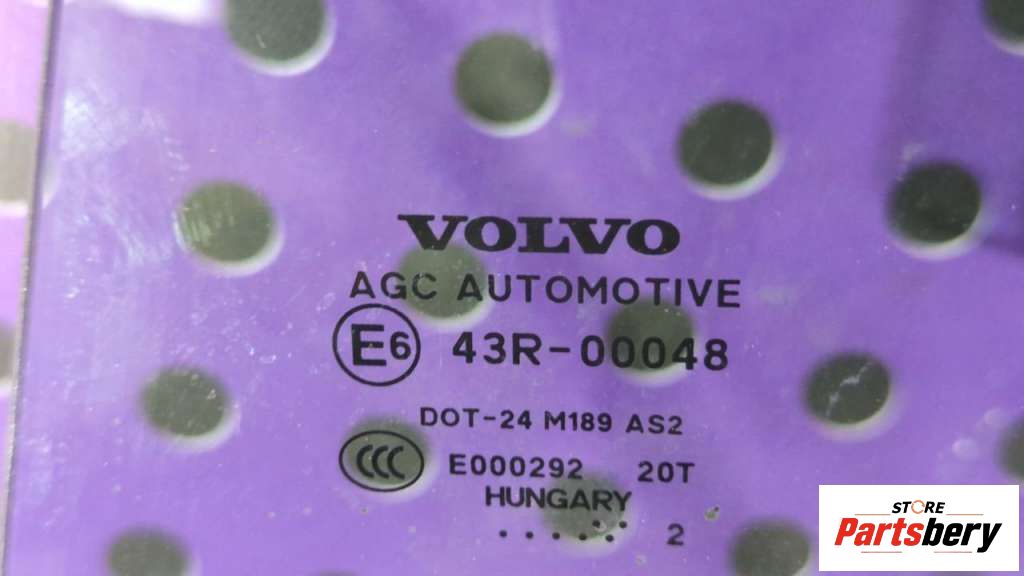 VOLVO
AGC AUTOMOTIVE
E6 43R-00048
DOT-24 M189 AS2
CCC E000292 20T
HUNGARY
. . . . : : 2
STORE
Partsbery